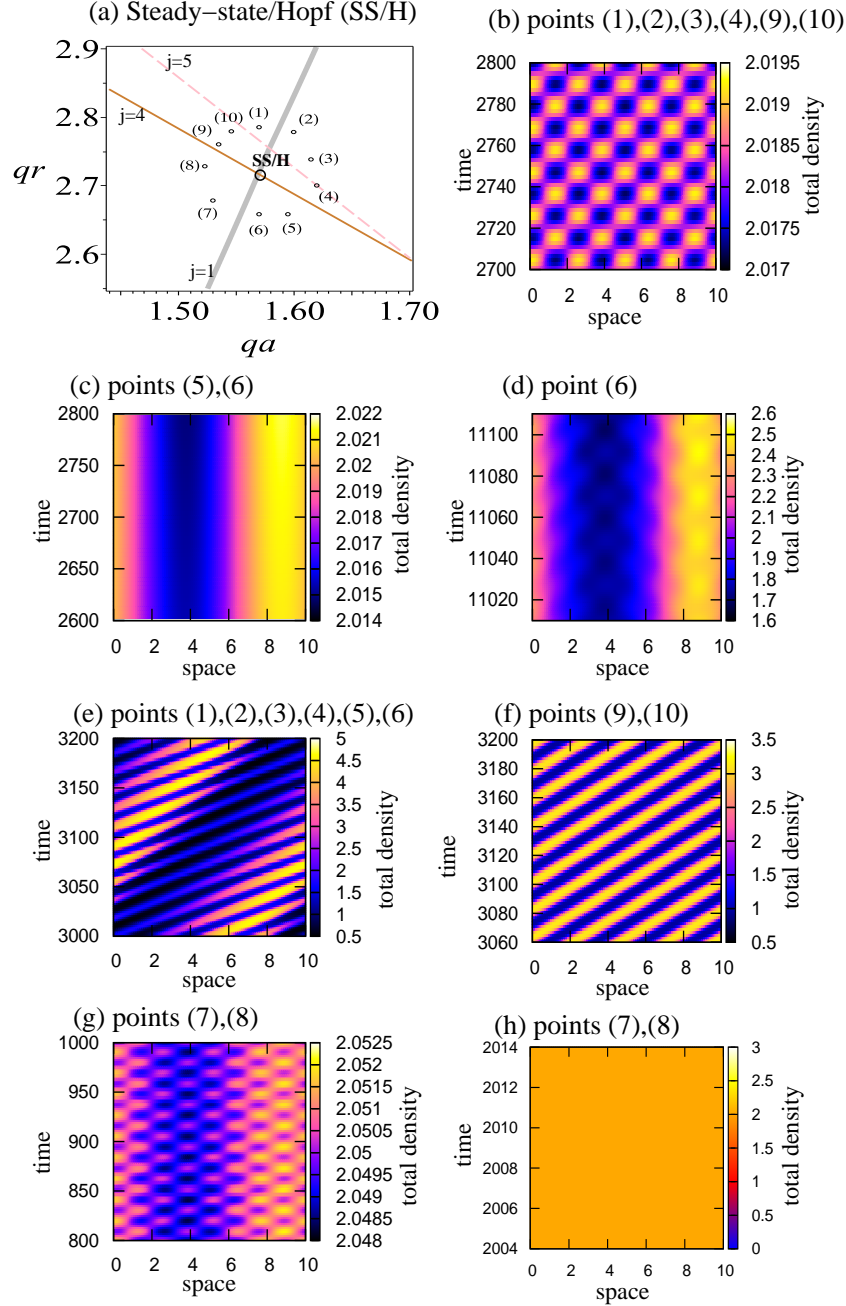 (a) Steady−state/Hopf (SS/H)
2.9
2.8
2.7
2.6
qr
1.50
1.60
1.70
qa
j=5
j=4
j=1
(10)
(1)
(2)
(9)
SS/H
(3)
(8)
(4)
(7)
(6)
(5)
(b) points (1),(2),(3),(4),(9),(10)
2800
2780
2760
2740
2720
2700
time
0 2 4 6 8 10
space
2.0195
2.019
2.0185
2.018
2.0175
2.017
total density
(c) points (5),(6)
2800
2750
2700
2650
2600
time
0 2 4 6 8 10
space
2.022
2.021
2.02
2.019
2.018
2.017
2.016
2.015
2.014
total density
(d) point (6)
11100
11080
11060
11040
11020
time
0 2 4 6 8 10
space
2.6
2.5
2.4
2.3
2.2
2.1
2
1.9
1.8
1.7
1.6
total density
(e) points (1),(2),(3),(4),(5),(6)
3200
3150
3100
3050
3000
time
0 2 4 6 8 10
space
5
4.5
4
3.5
3
2.5
2
1.5
1
0.5
total density
(f) points (9),(10)
3200
3180
3160
3140
3120
3100
3080
3060
time
0 2 4 6 8 10
space
3.5
3
2.5
2
1.5
1
0.5
total density
(g) points (7),(8)
1000
950
900
850
800
time
0 2 4 6 8 10
space
2.0525
2.052
2.0515
2.051
2.0505
2.05
2.0495
2.049
2.0485
2.048
total density
(h) points (7),(8)
2014
2012
2010
2008
2006
2004
time
0 2 4 6 8 10
space
3
2.5
2
1.5
1
0.5
0
total density